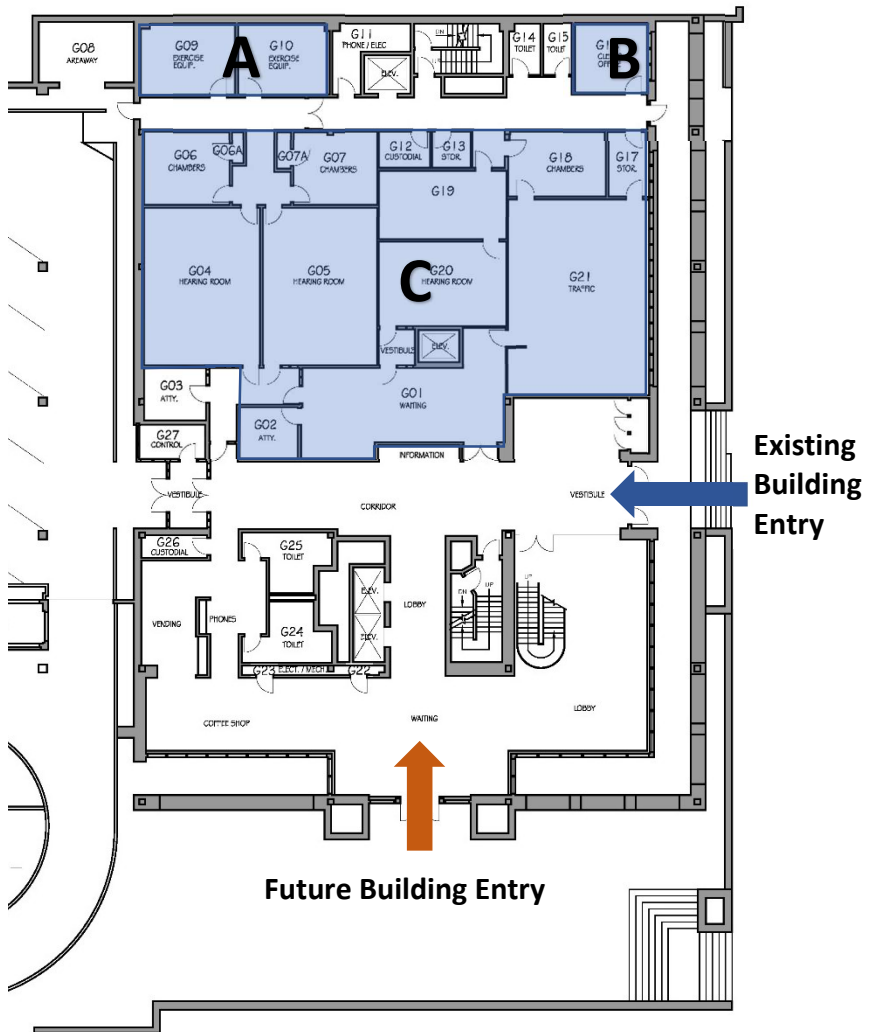 G08
AREAWAY
G09
EXERCISE
EQUIP.
A
G10
EXERCISE
EQUIP.
G11
PHONE / ELEC
ELEV.
DN
UP
G14
TOILET
G15
TOILET
B
G06
CHAMBERS
G06A
G07A
G07
CHAMBERS
G12
CUSTODIAL
G13
STOR.
G18
CHAMBERS
G17
STOR.
G19
G04
HEARING ROOM
G05
HEARING ROOM
C
G20
HEARING ROOM
G21
TRAFFIC
VESTIBULE
ELEV.
G03
ATTY.
G01
WAITING
G02
ATTY.
G27
CONTROL
INFORMATION
VESTIBULE
CORRIDOR
VESTIBULE
Existing
Building
Entry
G26
CUSTODIAL
G25
TOILET
VENDING
PHONES
ELEV.
ELEV.
LOBBY
DN
UP
UP
G24
TOILET
G23
ELECT. / MECH
G22
COFFEE SHOP
WAITING
LOBBY
Future Building Entry